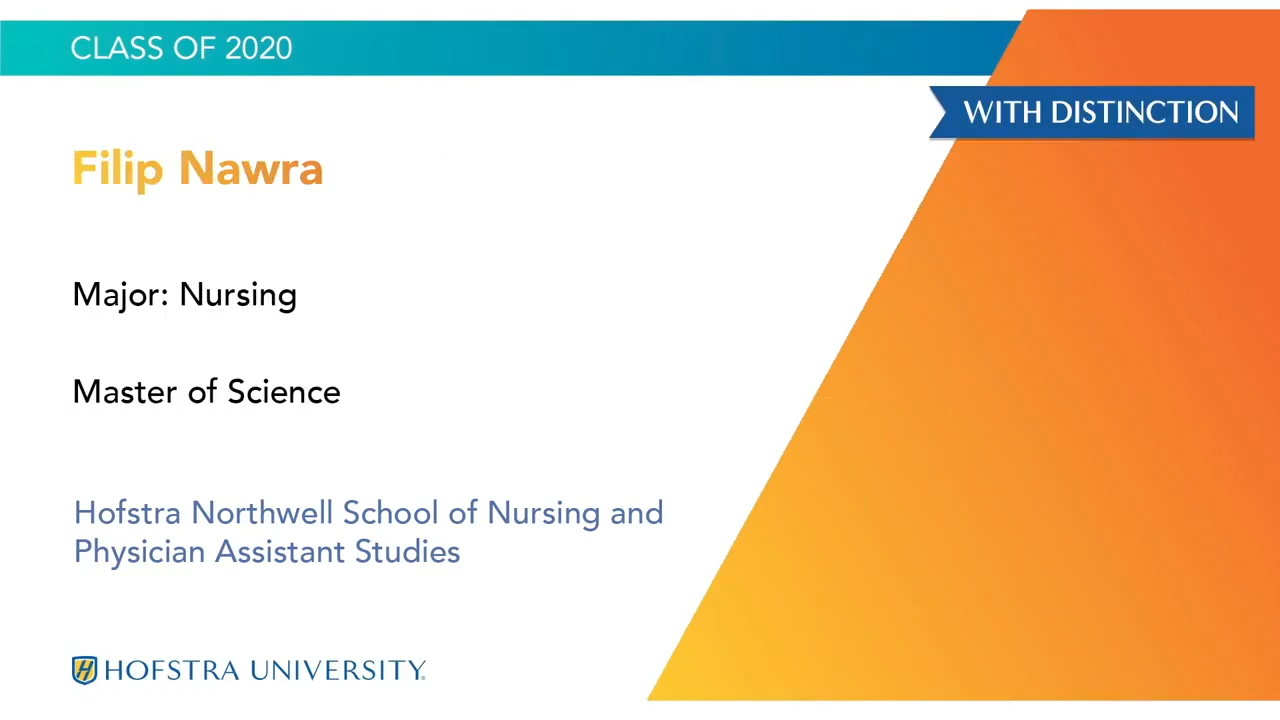 CLASS OF 2020
WITH DISTINCTION
Filip Nawra
Major: Nursing
Master of Science
Hofstra Northwell School of Nursing and
Physician Assistant Studies
H HOFSTRA UNIVERSITY®